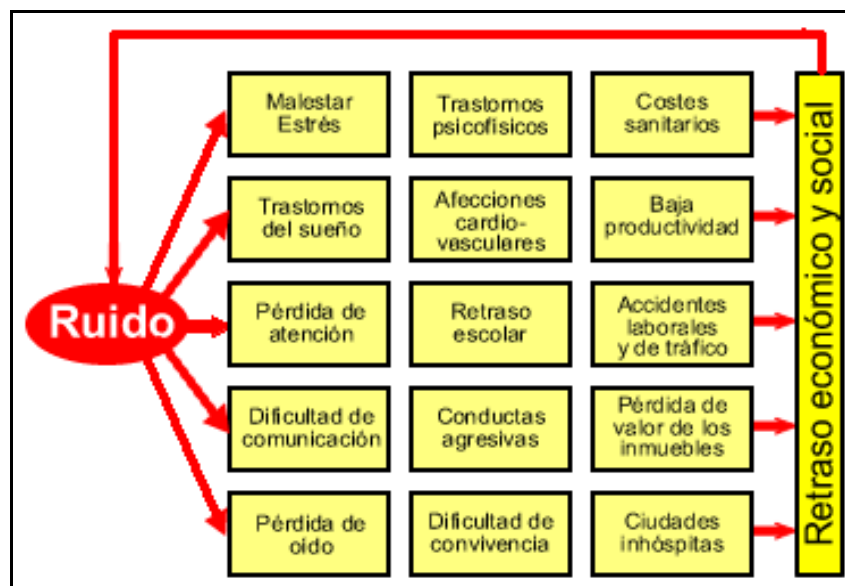 Malestar
Estrés
Trastornos
psicofísicos
Costes
sanitarios
Trastornos
del sueño
Afecciones
cardio-
vasculares
Baja
productividad
Ruido
Pérdida de
atención
Retraso
escolar
Accidentes
laborales
y de tráfico
Dificultad de
comunicación
Conductas
agresivas
Pérdida de
valor de los
inmuebles
Pérdida de
oído
Dificultad de
convivencia
Ciudades
inhóspitas
Retraso económico y social